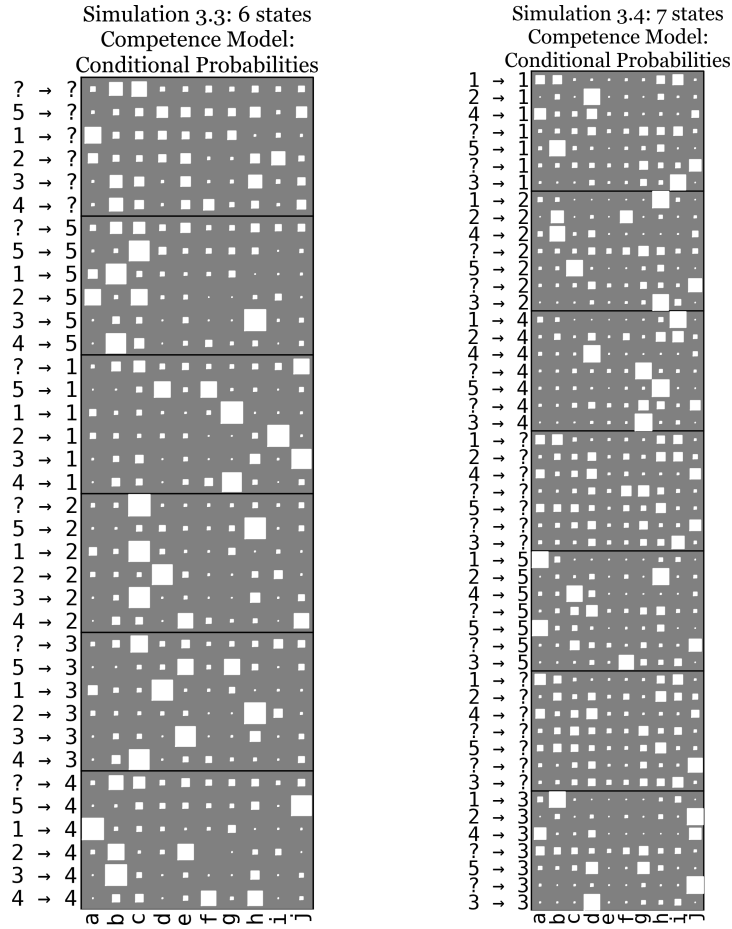 Simulation 3.3: 6 states
Competence Model:
Conditional Probabilities
? → ?
5 → ?
1 → ?
2 → ?
3 → ?
4 → ?
? → 5
5 → 5
1 → 5
2 → 5
3 → 5
4 → 5
? → 1
5 → 1
1 → 1
2 → 1
3 → 1
4 → 1
? → 2
5 → 2
1 → 2
2 → 2
3 → 2
4 → 2
? → 3
5 → 3
1 → 3
2 → 3
3 → 3
4 → 3
? → 4
5 → 4
1 → 4
2 → 4
3 → 4
4 → 4
a b c d e f g h i j
Simulation 3.4: 7 states
Competence Model:
Conditional Probabilities
1 → 1
2 → 1
4 → 1
? → 1
5 → 1
? → 1
3 → 1
1 → 2
2 → 2
4 → 2
? → 2
5 → 2
? → 2
3 → 2
1 → 4
2 → 4
4 → 4
? → 4
5 → 4
? → 4
3 → 4
1 → ?
2 → ?
4 → ?
? → ?
5 → ?
? → ?
3 → ?
1 → 5
2 → 5
4 → 5
? → 5
5 → 5
? → 5
3 → 5
1 → ?
2 → ?
4 → ?
? → ?
5 → ?
? → ?
3 → ?
1 → 3
2 → 3
4 → 3
? → 3
5 → 3
? → 3
3 → 3
a b c d e f g h i j